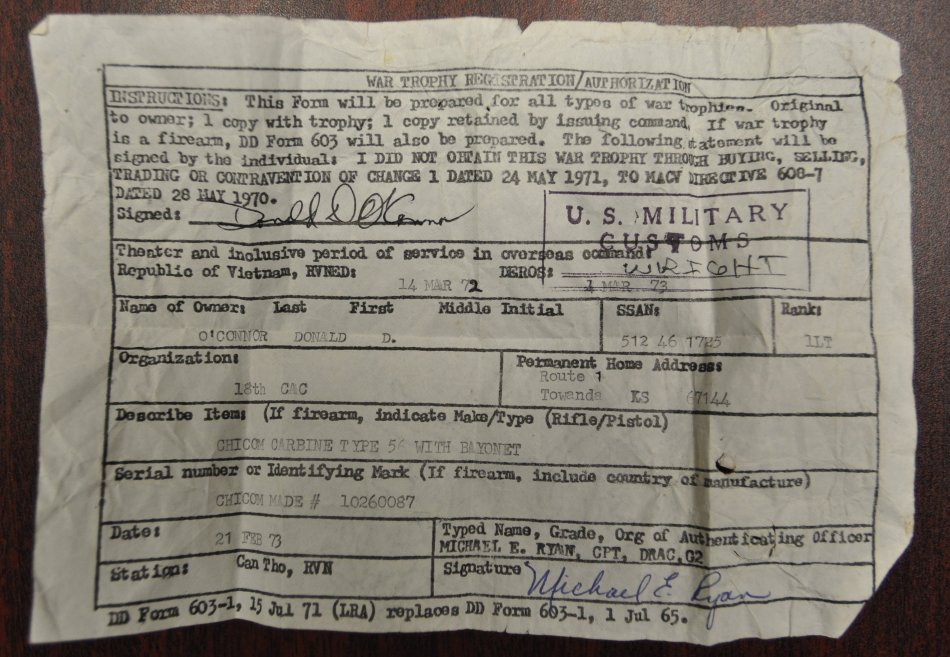 WAR TROPHY REGISTRATION/AUTHORIZATION
INSTRUCTIONS: This Form will be prepared for all types of war trophies. Original
to owner; 1 copy with trophy; 1 copy retained by issuing command. If war trophy
is a firearm, DD Form 603 will also be prepared. The following statement will be
signed by the individual: I DID NOT OBTAIN THIS WAR TROPHY THROUGH BUYING, SELLING,
TRADING OR CONTRAVENTION OF CHANGE 1 DATED 24 MAY 1971, TO MACV DIRECTIVE 608-7
DATED 28 MAY 1970.
Signed: Donald D O'Connor
U. S. MILITARY
CUSTOMS
WRIGHT
Theater and inclusive period of service in overseas command:
Republic of Vietnam, RVNED: 14 MAR 72 DEROS: 1 MAR 73
Name of Owner: Last First Middle Initial SSAN: Rank:
O'CONNOR DONALD D. 512 46 1725 1LT
Organization: Permanent Home Address:
18th CAC Route 1
Towanda KS 67144
Describe Item: (If firearm, indicate Make/Type (Rifle/Pistol)
CHICOM CARBINE TYPE 56 WITH BAYONET
Serial number or Identifying Mark (If firearm, include country of manufacture)
CHICOM MADE # 10260087
Date: 21 FEB 73 Typed Name, Grade, Org of Authenticating Officer
MICHAEL E. RYAN, CPT, DRAC, G2
Station: Can Tho, RVN Signature Michael E. Ryan
DD Form 603-1, 15 Jul 71 (LRA) replaces DD Form 603-1, 1 Jul 65.